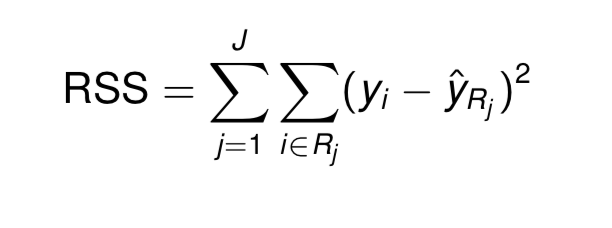 RSS = \sum_{j=1}^{J} \sum_{i \in R_j} (y_i - \hat{y}_{R_j})^2